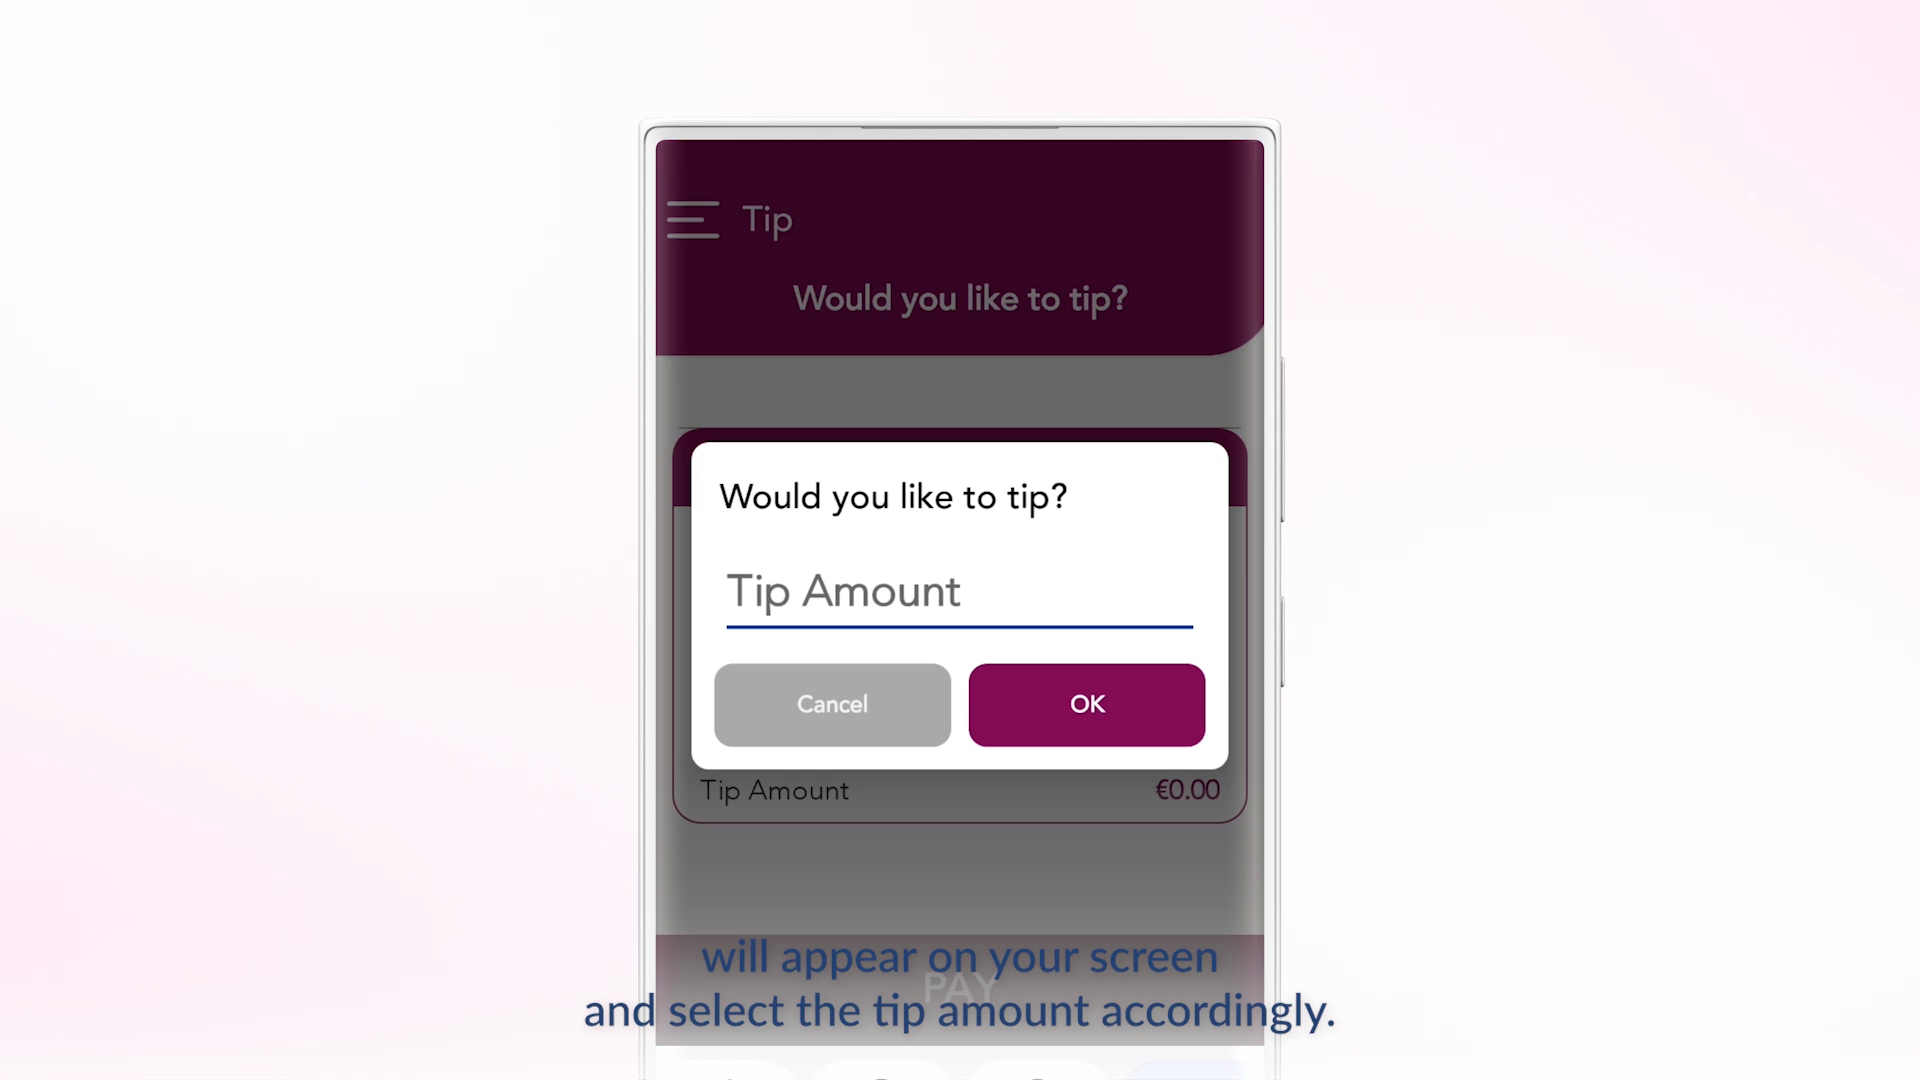 Tip
Would you like to tip?
Would you like to tip?
Tip Amount
Cancel
OK
Tip Amount
€0.00
PAY
will appear on your screen
and select the tip amount accordingly.